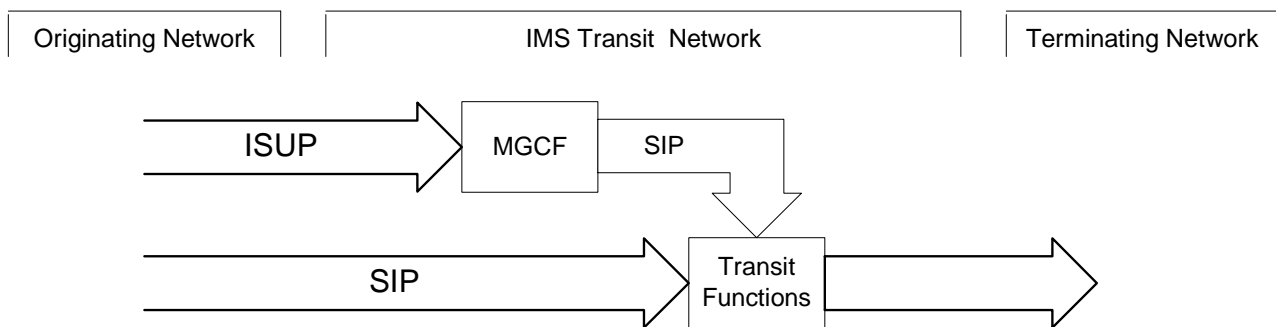 Originating Network
IMS Transit Network
Terminating Network
ISUP
MGCF
SIP
SIP
Transit
Functions